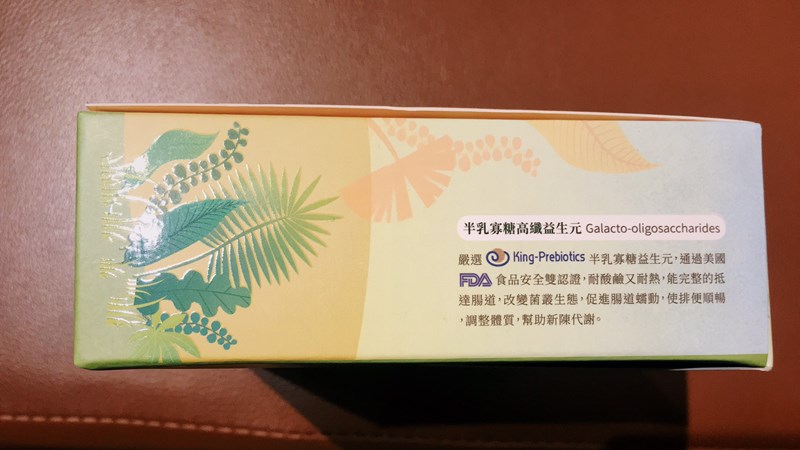 半乳寡糖高纖益生元 Galacto-oligosaccharides
嚴選 King-Prebiotics 半乳寡糖益生元,通過美國
FDA 食品安全雙認證,耐酸鹼又耐熱,能完整的抵
達腸道,改變菌叢生態,促進腸道蠕動,使排便順暢
,調整體質,幫助新陳代謝。